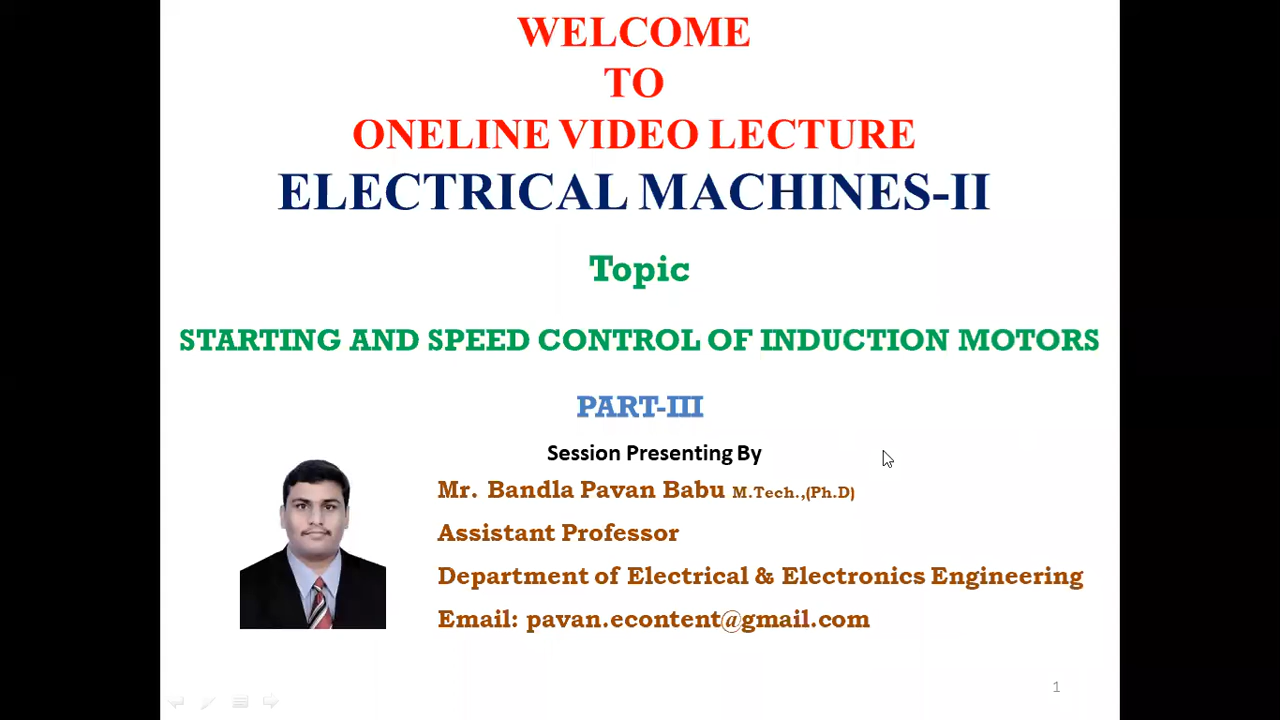 WELCOME
TO
ONELINE VIDEO LECTURE
ELECTRICAL MACHINES-II
Topic
STARTING AND SPEED CONTROL OF INDUCTION MOTORS
PART-III
Session Presenting By
Mr. Bandla Pavan Babu M.Tech.,(Ph.D)
Assistant Professor
Department of Electrical & Electronics Engineering
Email: pavan.econtent@gmail.com
1